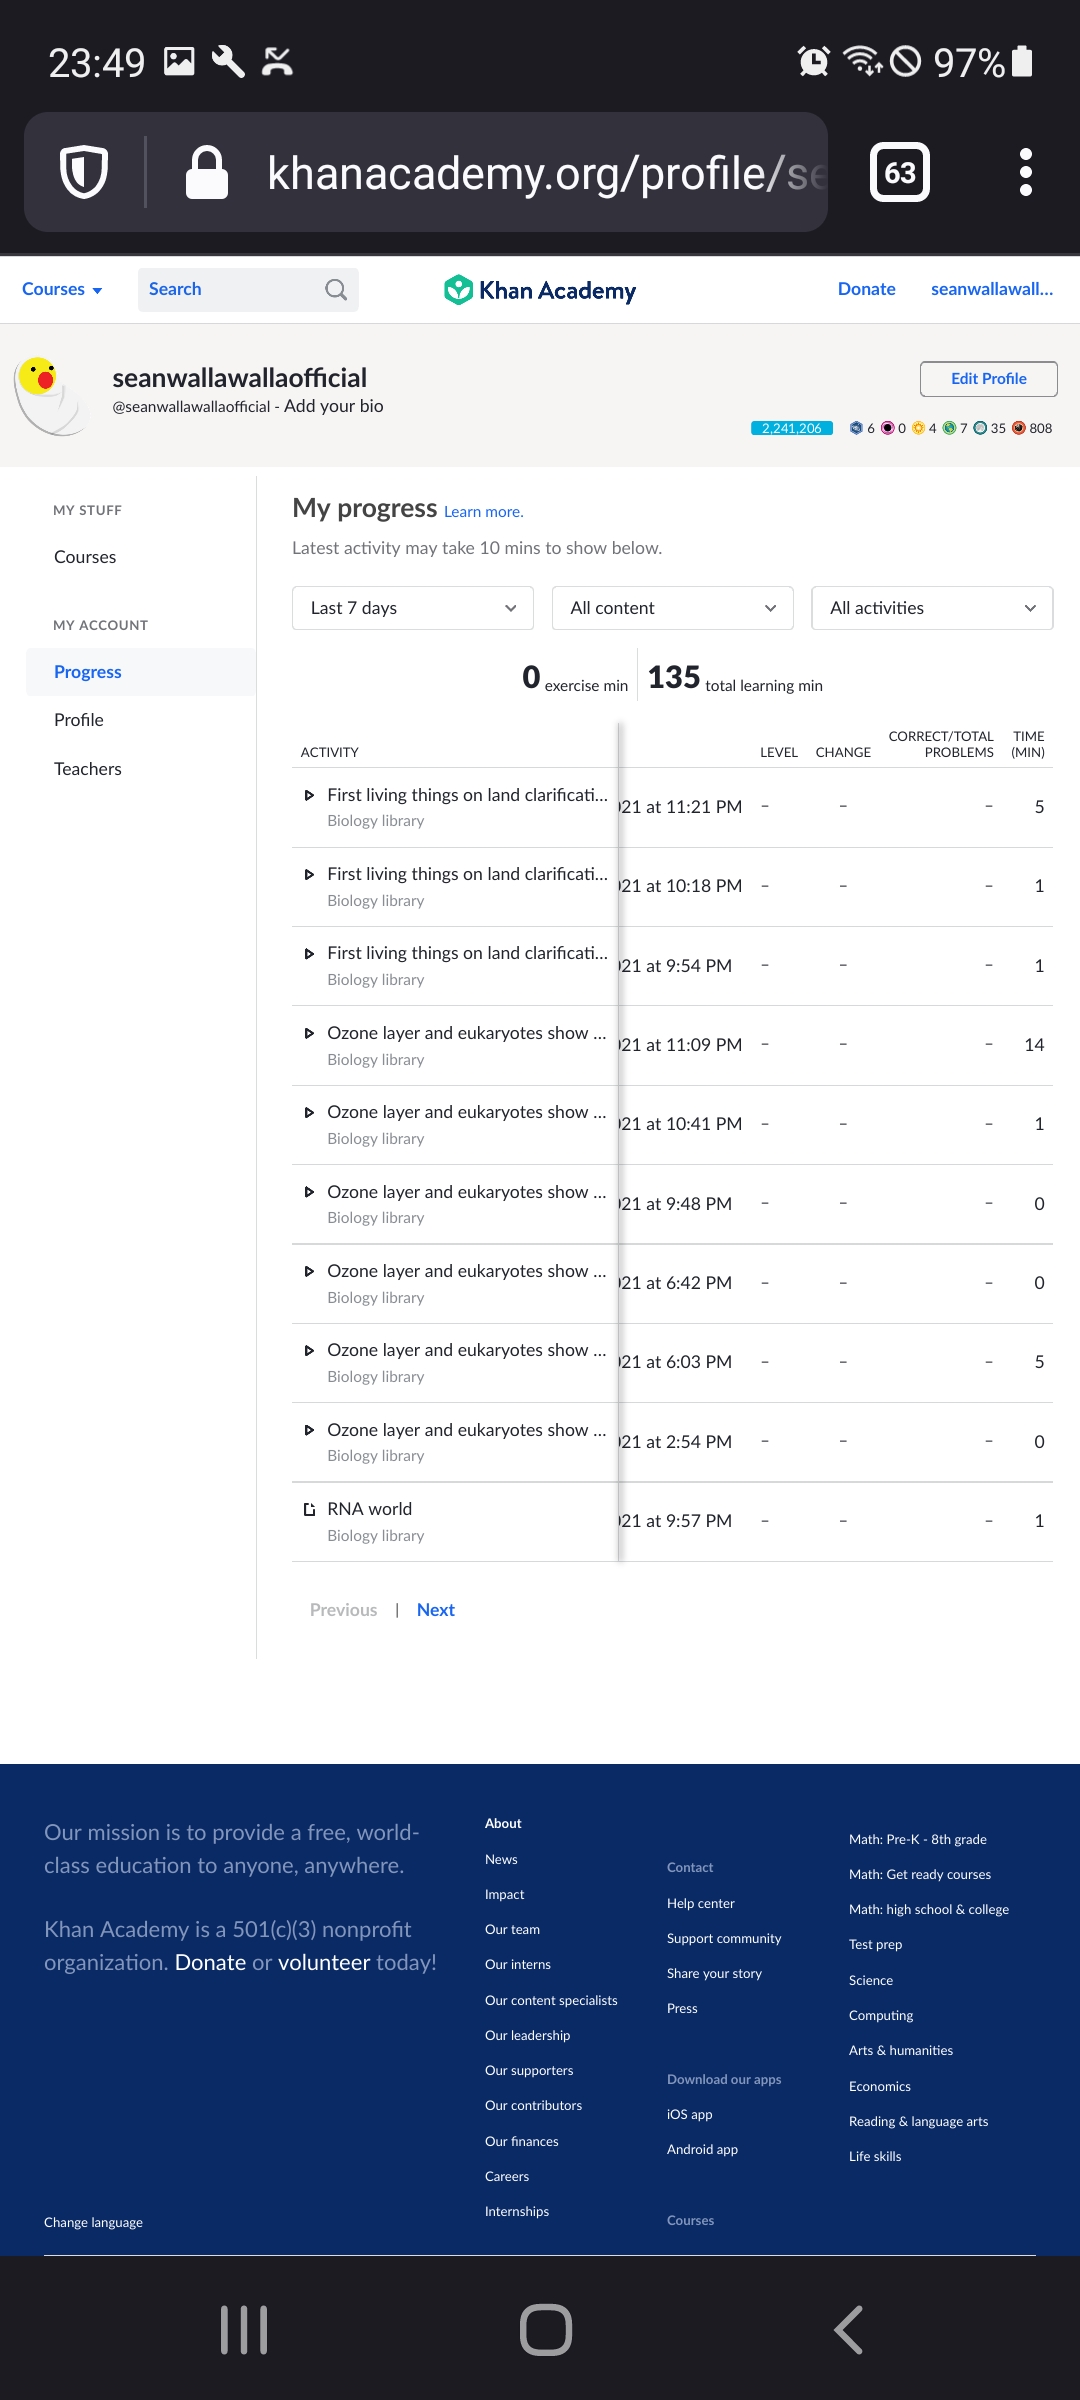 23:49
97%
khanacademy.org/profile/se
63
Courses
Search
Khan Academy
Donate
seanwallawall...
seanwallawallaofficial
@seanwallawallaofficial - Add your bio
Edit Profile
2,241,206 6 0 4 7 35 808
MY STUFF
Courses
MY ACCOUNT
Progress
Profile
Teachers
My progress Learn more.
Latest activity may take 10 mins to show below.
Last 7 days
All content
All activities
0 exercise min
135 total learning min
ACTIVITY LEVEL CHANGE CORRECT/TOTAL PROBLEMS TIME (MIN)
First living things on land clarificati...
Biology library
021 at 11:21 PM – – – 5
First living things on land clarificati...
Biology library
021 at 10:18 PM – – – 1
First living things on land clarificati...
Biology library
021 at 9:54 PM – – – 1
Ozone layer and eukaryotes show ...
Biology library
021 at 11:09 PM – – – 14
Ozone layer and eukaryotes show ...
Biology library
021 at 10:41 PM – – – 1
Ozone layer and eukaryotes show ...
Biology library
021 at 9:48 PM – – – 0
Ozone layer and eukaryotes show ...
Biology library
021 at 6:42 PM – – – 0
Ozone layer and eukaryotes show ...
Biology library
021 at 6:03 PM – – – 5
Ozone layer and eukaryotes show ...
Biology library
021 at 2:54 PM – – – 0
RNA world
Biology library
021 at 9:57 PM – – – 1
Previous | Next
Our mission is to provide a free, world-
class education to anyone, anywhere.
Khan Academy is a 501(c)(3) nonprofit
organization. Donate or volunteer today!
Change language
About
News
Impact
Our team
Our interns
Our content specialists
Our leadership
Our supporters
Our contributors
Our finances
Careers
Internships
Contact
Help center
Support community
Share your story
Press
Download our apps
iOS app
Android app
Courses
Math: Pre-K - 8th grade
Math: Get ready courses
Math: high school & college
Test prep
Science
Computing
Arts & humanities
Economics
Reading & language arts
Life skills